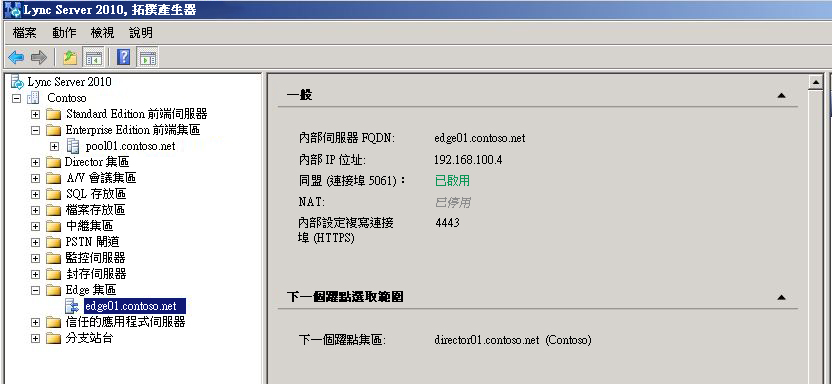 Lync Server 2010, 拓撲產生器
檔案 動作 檢視 說明
Lync Server 2010
Contoso
Standard Edition 前端伺服器
Enterprise Edition 前端集區
pool01.contoso.net
Director 集區
A/V 會議集區
SQL 存放區
檔案存放區
中繼集區
PSTN 閘道
監控伺服器
封存伺服器
Edge 集區
edge01.contoso.net
信任的應用程式伺服器
分支站台
一般
內部伺服器 FQDN: edge01.contoso.net
內部 IP 位址: 192.168.100.4
同盟 (連接埠 5061)： 已啟用
NAT: 已停用
內部設定複寫連接 4443
埠 (HTTPS)
下一個躍點選取範圍
下一個躍點集區: director01.contoso.net (Contoso)